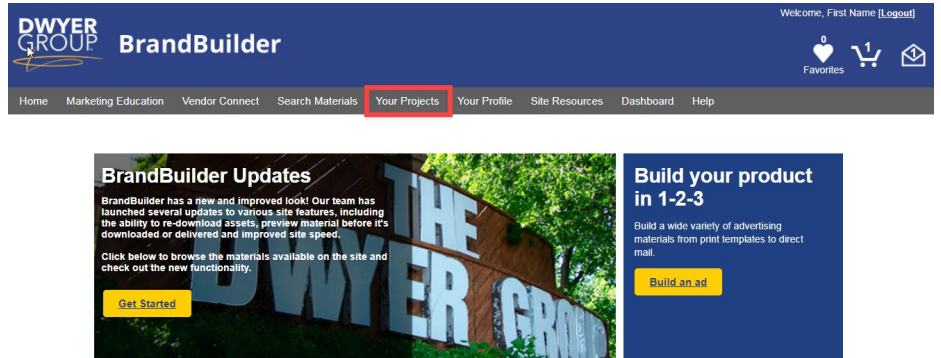 Welcome, First Name [Logout]
DWYER
GROUP
BrandBuilder
0
1
1
Favorites
Home Marketing Education Vendor Connect Search Materials Your Projects Your Profile Site Resources Dashboard Help
BrandBuilder Updates
BrandBuilder has a new and improved look! Our team has
launched several updates to various site features, including
the ability to re-download assets, preview material before it's
downloaded or delivered and improved site speed.
Click below to browse the materials available on the site and
check out the new functionality.
Get Started
THE
DWYER GROUP
Build your product
in 1-2-3
Build a wide variety of advertising
materials from print templates to direct
mail.
Build an ad